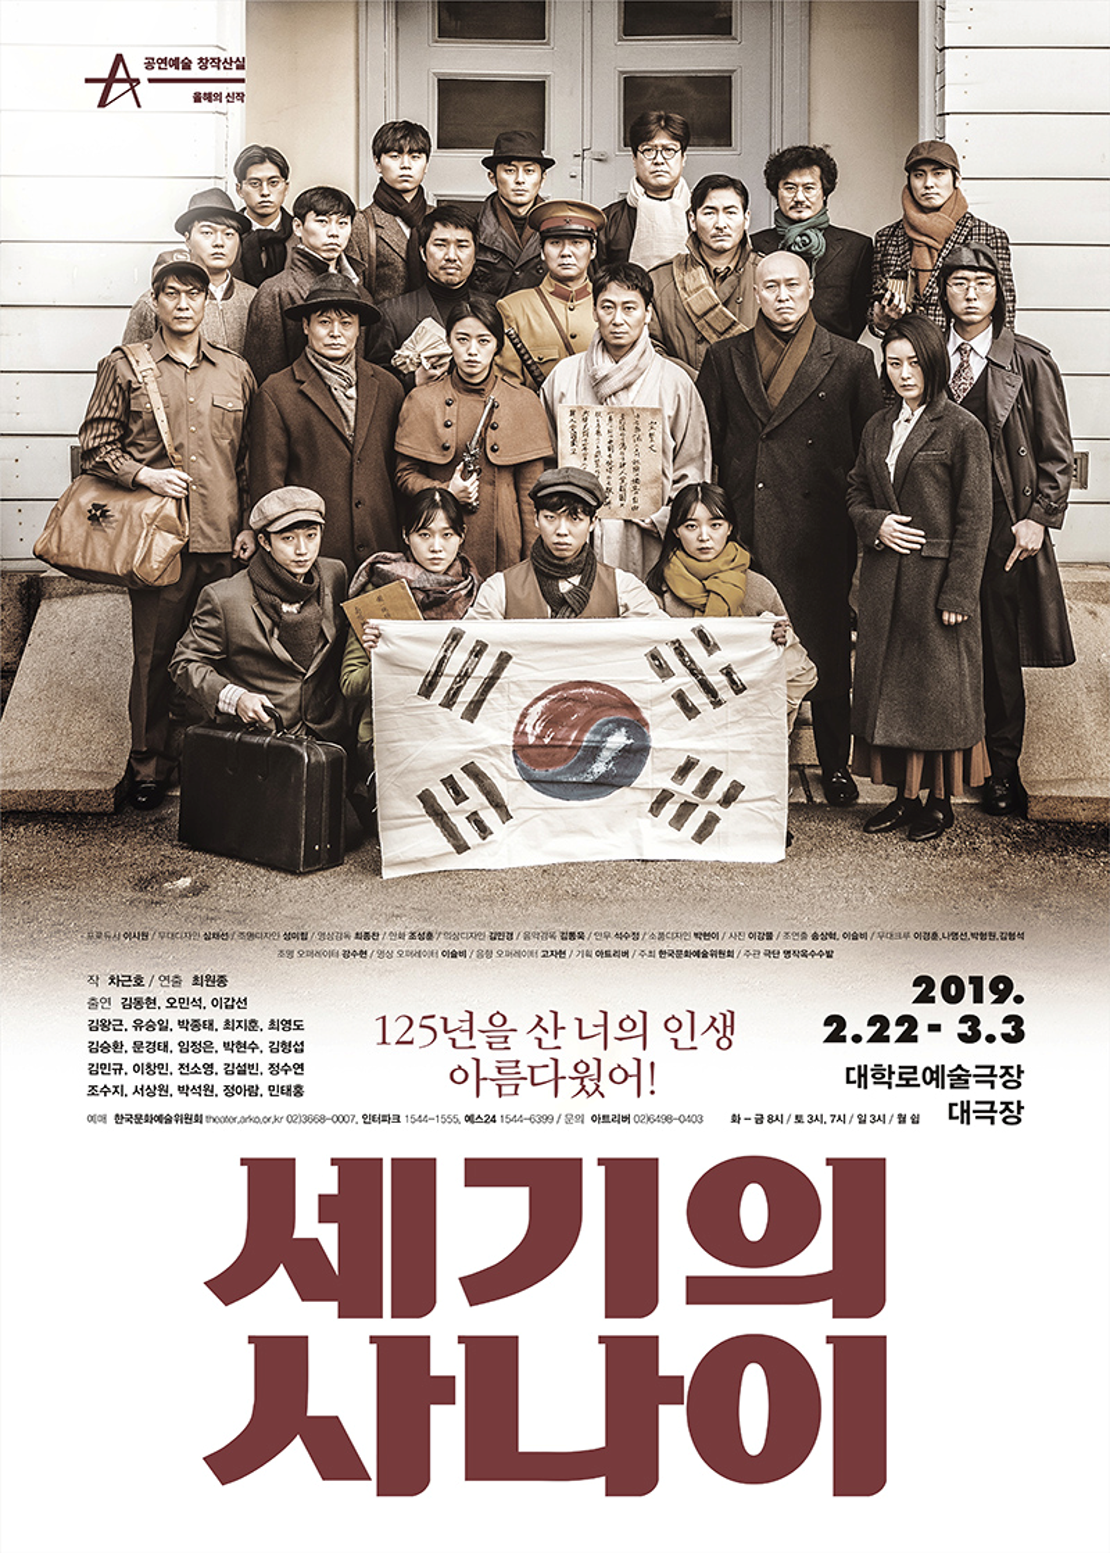 공연예술 창작산실
올해의 신작
프로듀서 이시원 / 무대디자인 심채선 / 조명디자인 성미림 / 영상감독 최종찬 / 만화 조성훈 / 의상디자인 김민경 / 음악감독 김동욱 / 안무 석수정 / 소품디자인 박현이 / 사진 이강물 / 조연출 송상혁, 이슬비 / 무대크루 이경훈,나명선,박형원,김형석
조명 오퍼레이터 강수현 / 영상 오퍼레이터 이슬비 / 음향 오퍼레이터 고자현 / 기획 아트리버 / 주최 한국문화예술위원회 / 주관 극단 명작옥수수밭
작 차근호 / 연출 최원종
출연 김동현, 오민석, 이갑선
김왕근, 유승일, 박종태, 최지훈, 최영도
김승환, 문경태, 임정은, 박현수, 김형섭
김민규, 이창민, 전소영, 김설빈, 정수연
조수지, 서상원, 박석원, 정아람, 민태홍
125년을 산 너의 인생
아름다웠어!
2019.
2.22 - 3.3
대학로예술극장
대극장
예매 한국문화예술위원회 theater.arko.or.kr 02)3668-0007, 인터파크 1544-1555, 예스24 1544-6399 / 문의 아트리버 02)6498-0403 화 - 금 8시 / 토 3시, 7시 / 일 3시 / 월 쉼
세기의
사나이